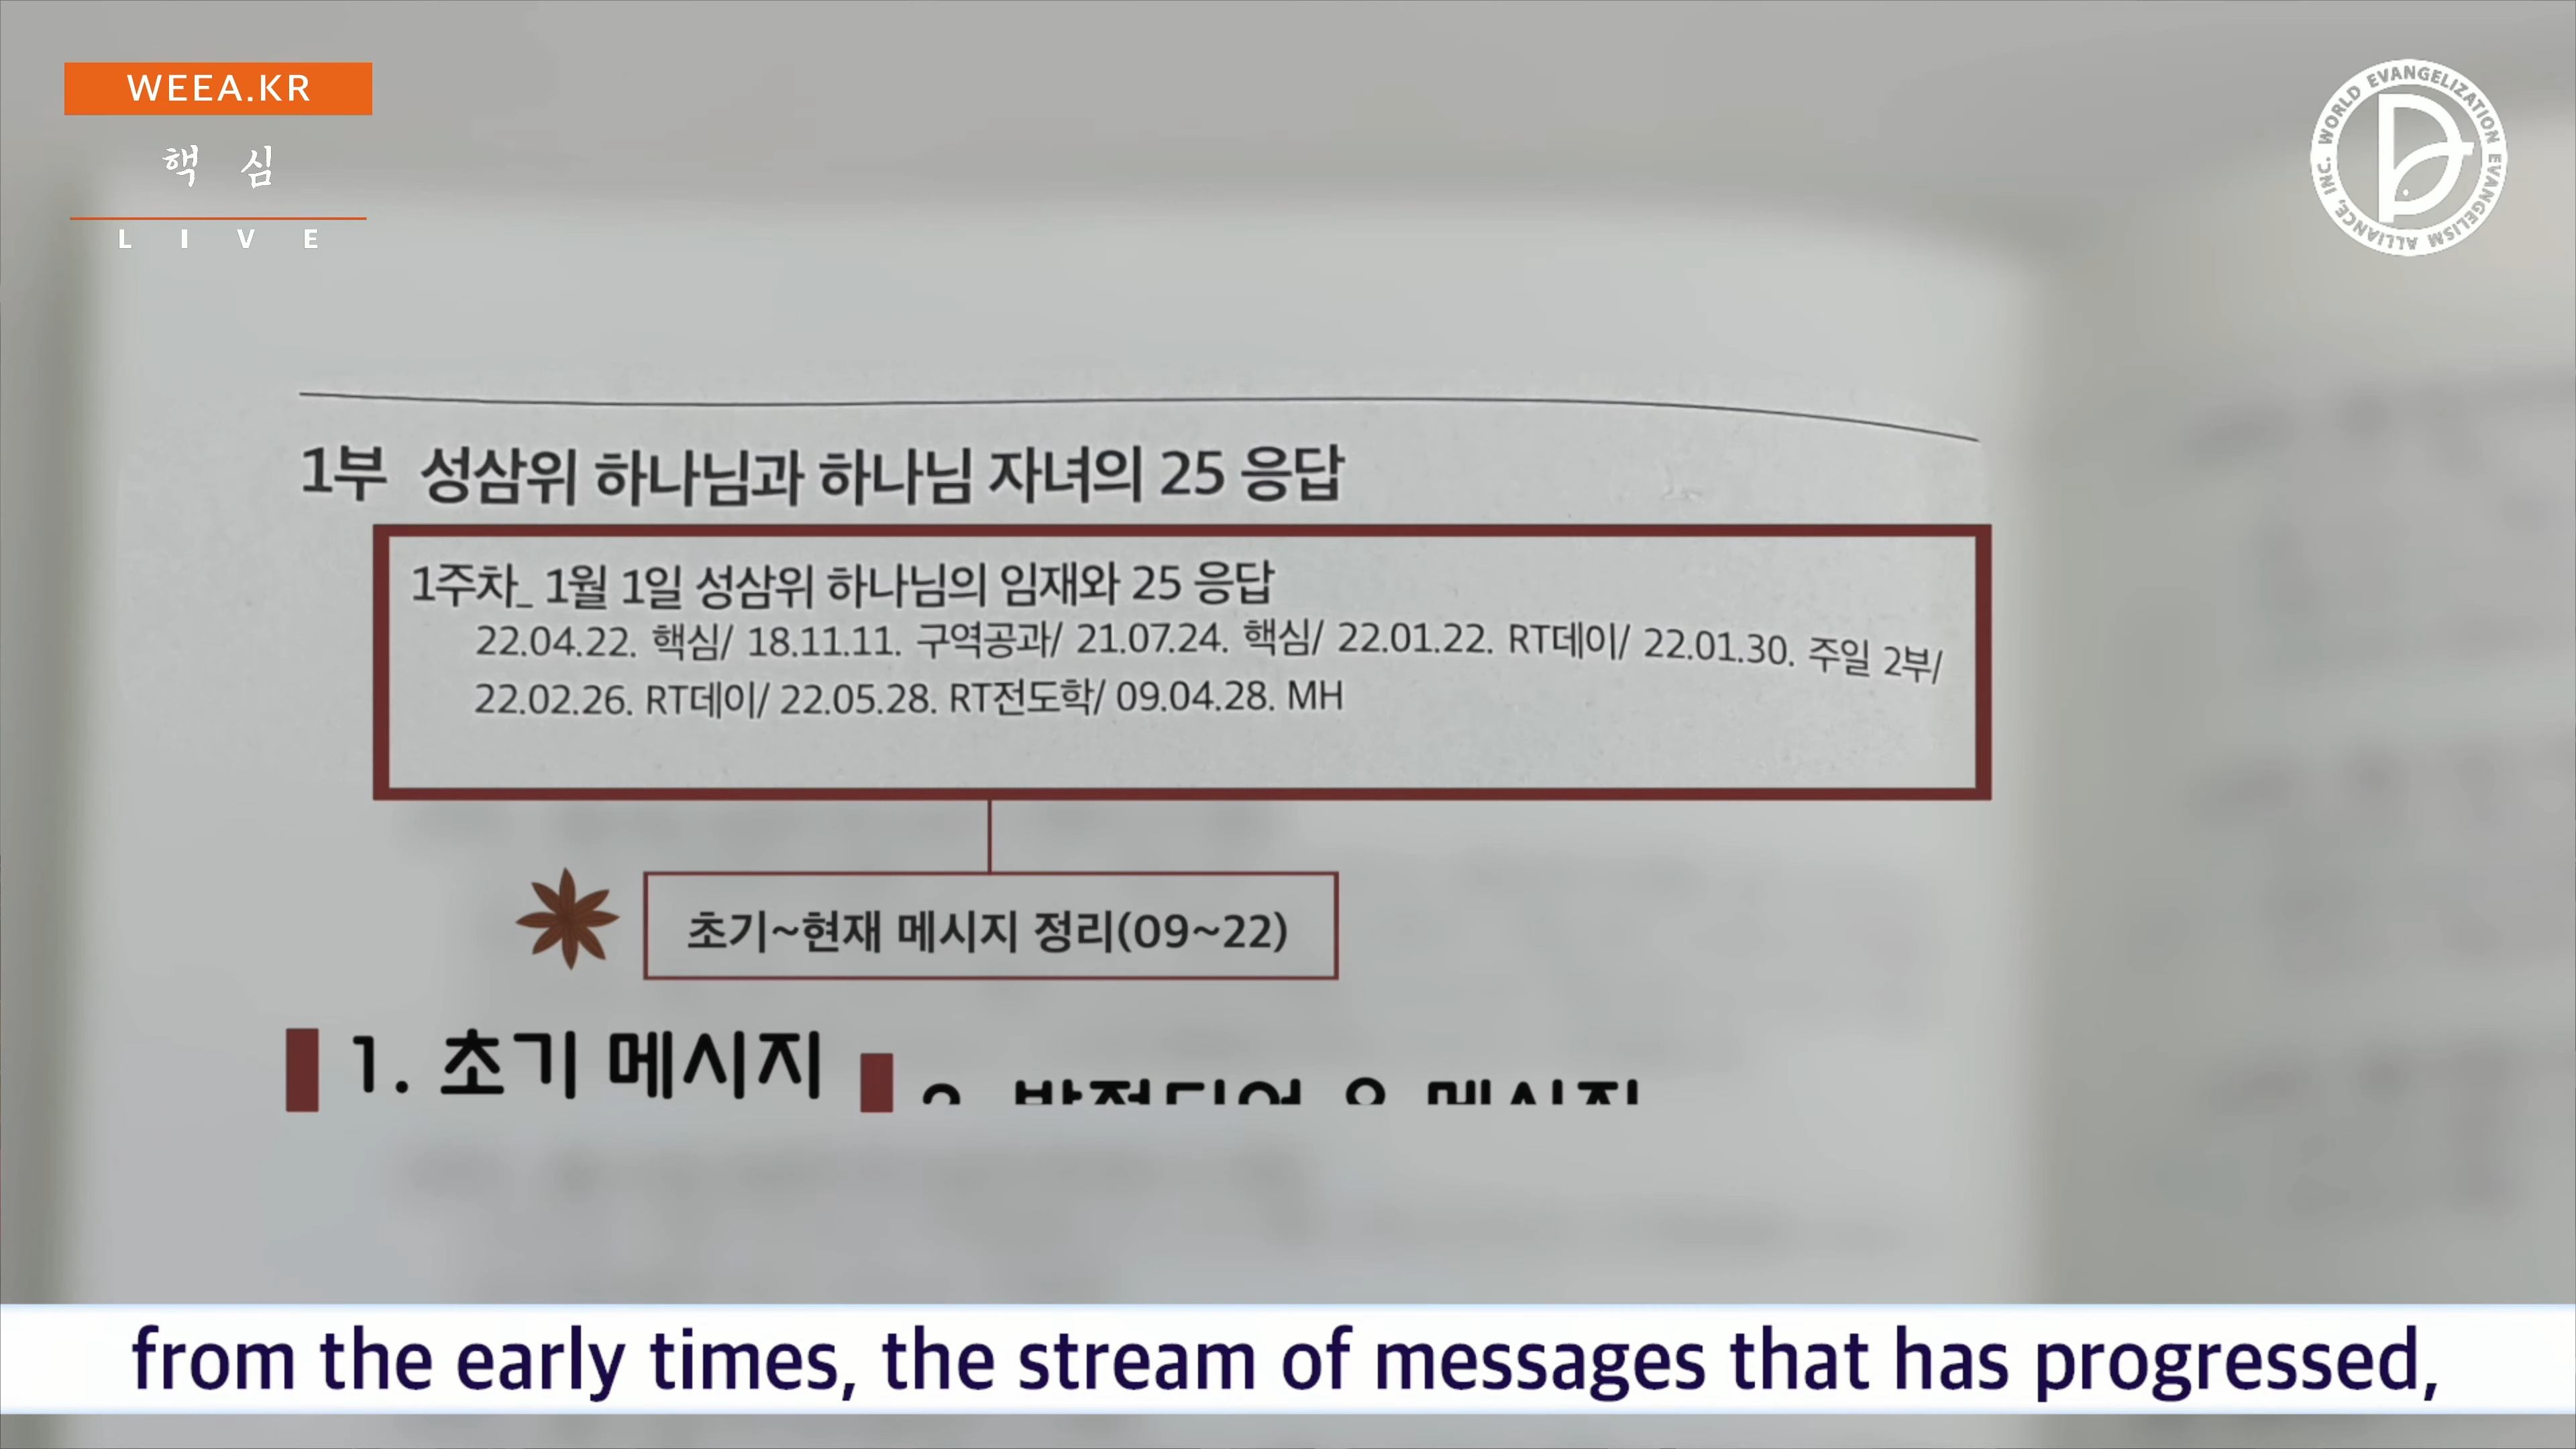 WEEA.KR
핵 심
LIVE
WORLD EVANGELIZATION EVANGELISM ALLIANCE, INC.
1부 성삼위 하나님과 하나님 자녀의 25 응답
1주차_ 1월 1일 성삼위 하나님의 임재와 25 응답
22.04.22. 핵심/ 18.11.11. 구역공과/ 21.07.24. 핵심/ 22.01.22. RT데이/ 22.01.30. 주일 2부/
22.02.26. RT데이/ 22.05.28. RT전도학/ 09.04.28. MH
초기~현재 메시지 정리(09~22)
1. 초기 메시지
from the early times, the stream of messages that has progressed,